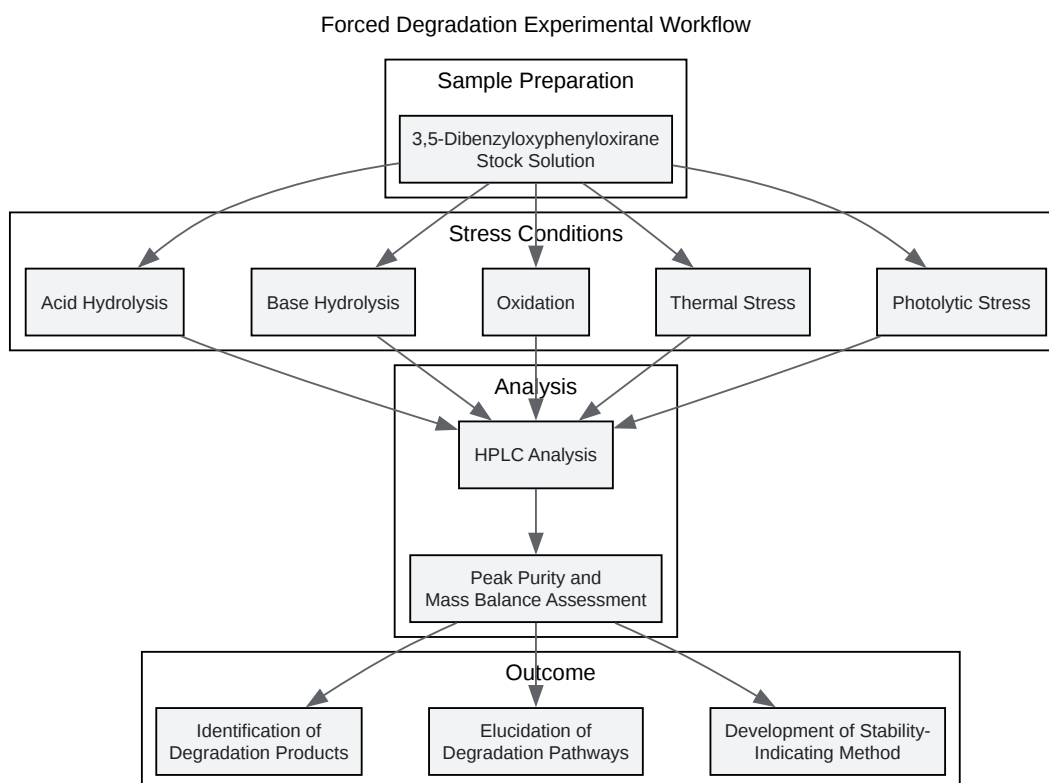 Forced Degradation Experimental Workflow
Sample Preparation
3,5-Dibenzyloxyphenyloxirane
Stock Solution
Stress Conditions
Acid Hydrolysis
Base Hydrolysis
Oxidation
Thermal Stress
Photolytic Stress
Analysis
HPLC Analysis
Peak Purity and
Mass Balance Assessment
Outcome
Identification of
Degradation Products
Elucidation of
Degradation Pathways
Development of Stability-
Indicating Method